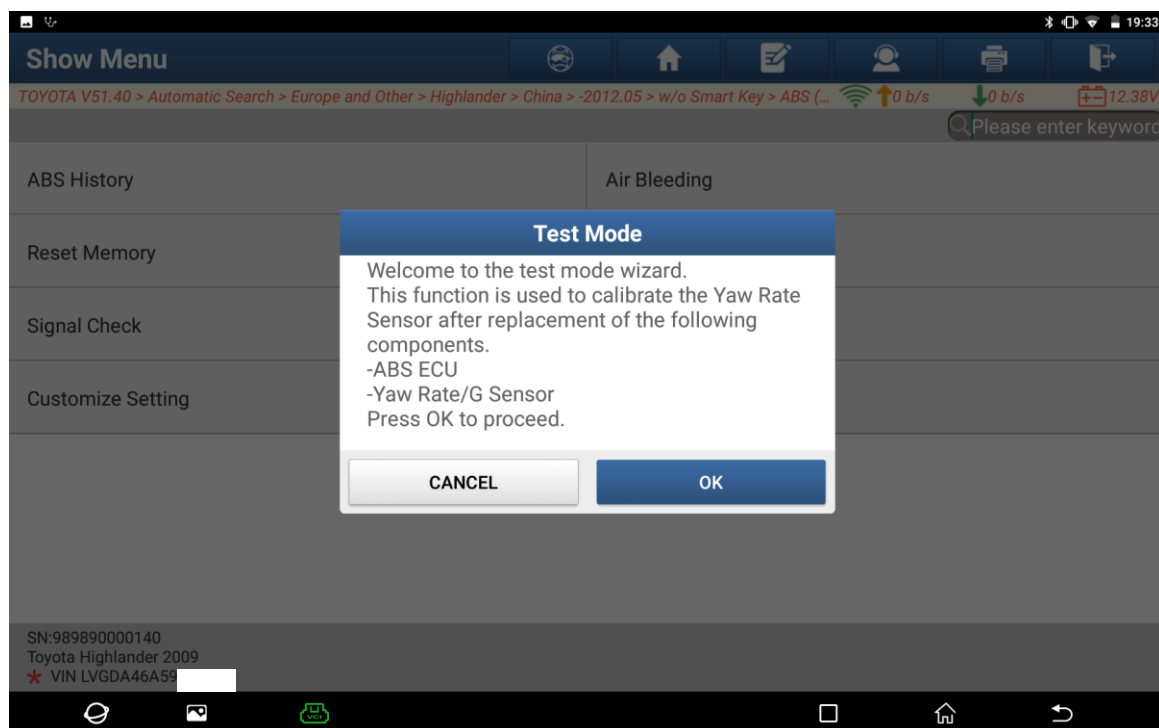 19:33
Show Menu
TOYOTA V51.40 > Automatic Search > Europe and Other > Highlander > China > -2012.05 > w/o Smart Key > ABS (... 0 b/s 0 b/s 12.38V
Please enter keyword
ABS History
Air Bleeding
Reset Memory
Signal Check
Customize Setting
Test Mode
Welcome to the test mode wizard.
This function is used to calibrate the Yaw Rate
Sensor after replacement of the following
components.
-ABS ECU
-Yaw Rate/G Sensor
Press OK to proceed.
CANCEL
OK
SN:989890000140
Toyota Highlander 2009
VIN LVGDA46A59
VCI